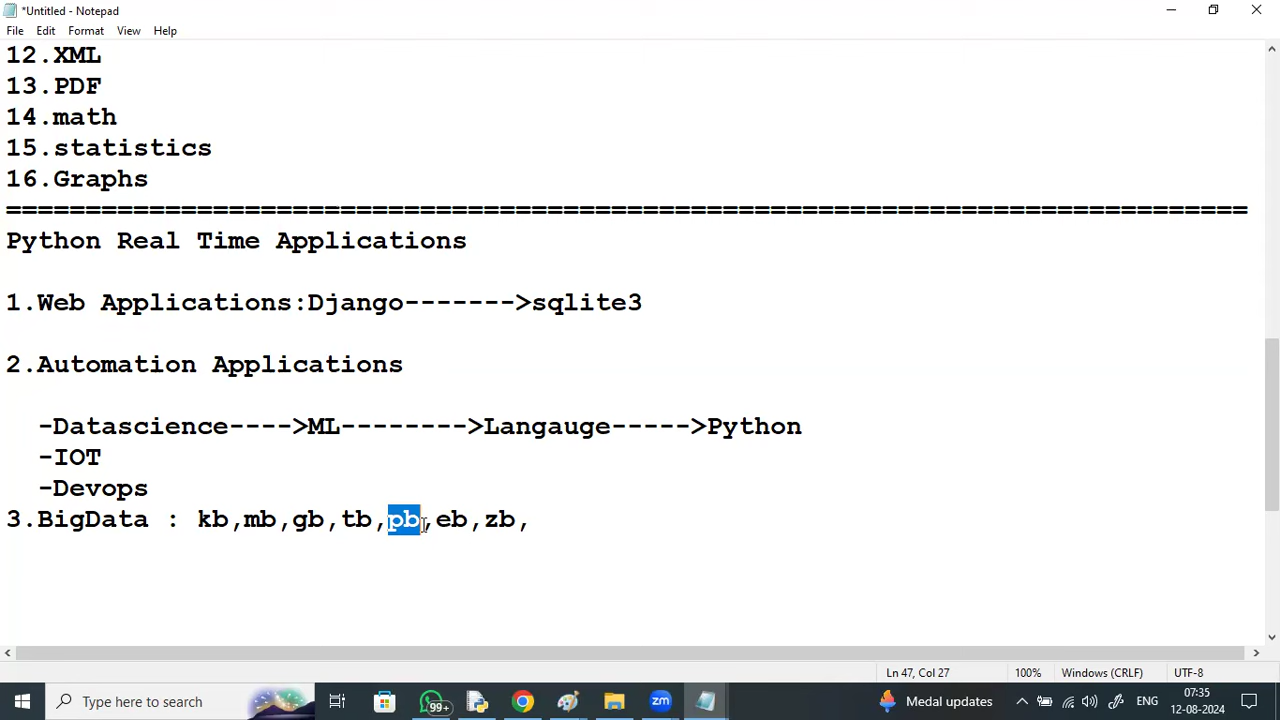 *Untitled - Notepad
File Edit Format View Help
12.XML
13.PDF
14.math
15.statistics
16.Graphs
===============================================================================
Python Real Time Applications
1.Web Applications:Django------->sqlite3
2.Automation Applications
-Datascience---->ML-------->Langauge----->Python
-IOT
-Devops
3.BigData : kb,mb,gb,tb,pb,eb,zb,
Ln 47, Col 27 100% Windows (CRLF) UTF-8
Type here to search 99+ zm Medal updates ENG 07:35
12-08-2024